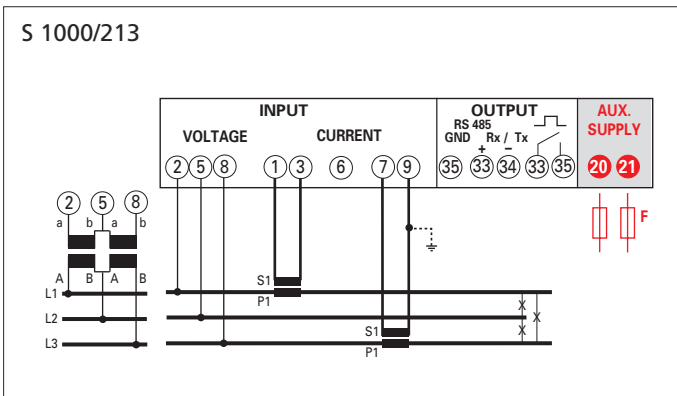 S 1000/213
INPUT
OUTPUT
AUX.
SUPPLY
VOLTAGE
CURRENT
RS 485
GND Rx / Tx
+ −
2 5 8 1 3 6 7 9 35 33 34 33 35 20 21
2 5 8
a b a b
F
A B A B
L1
L2
L3
S1
P1
S1
P1
X
X
X